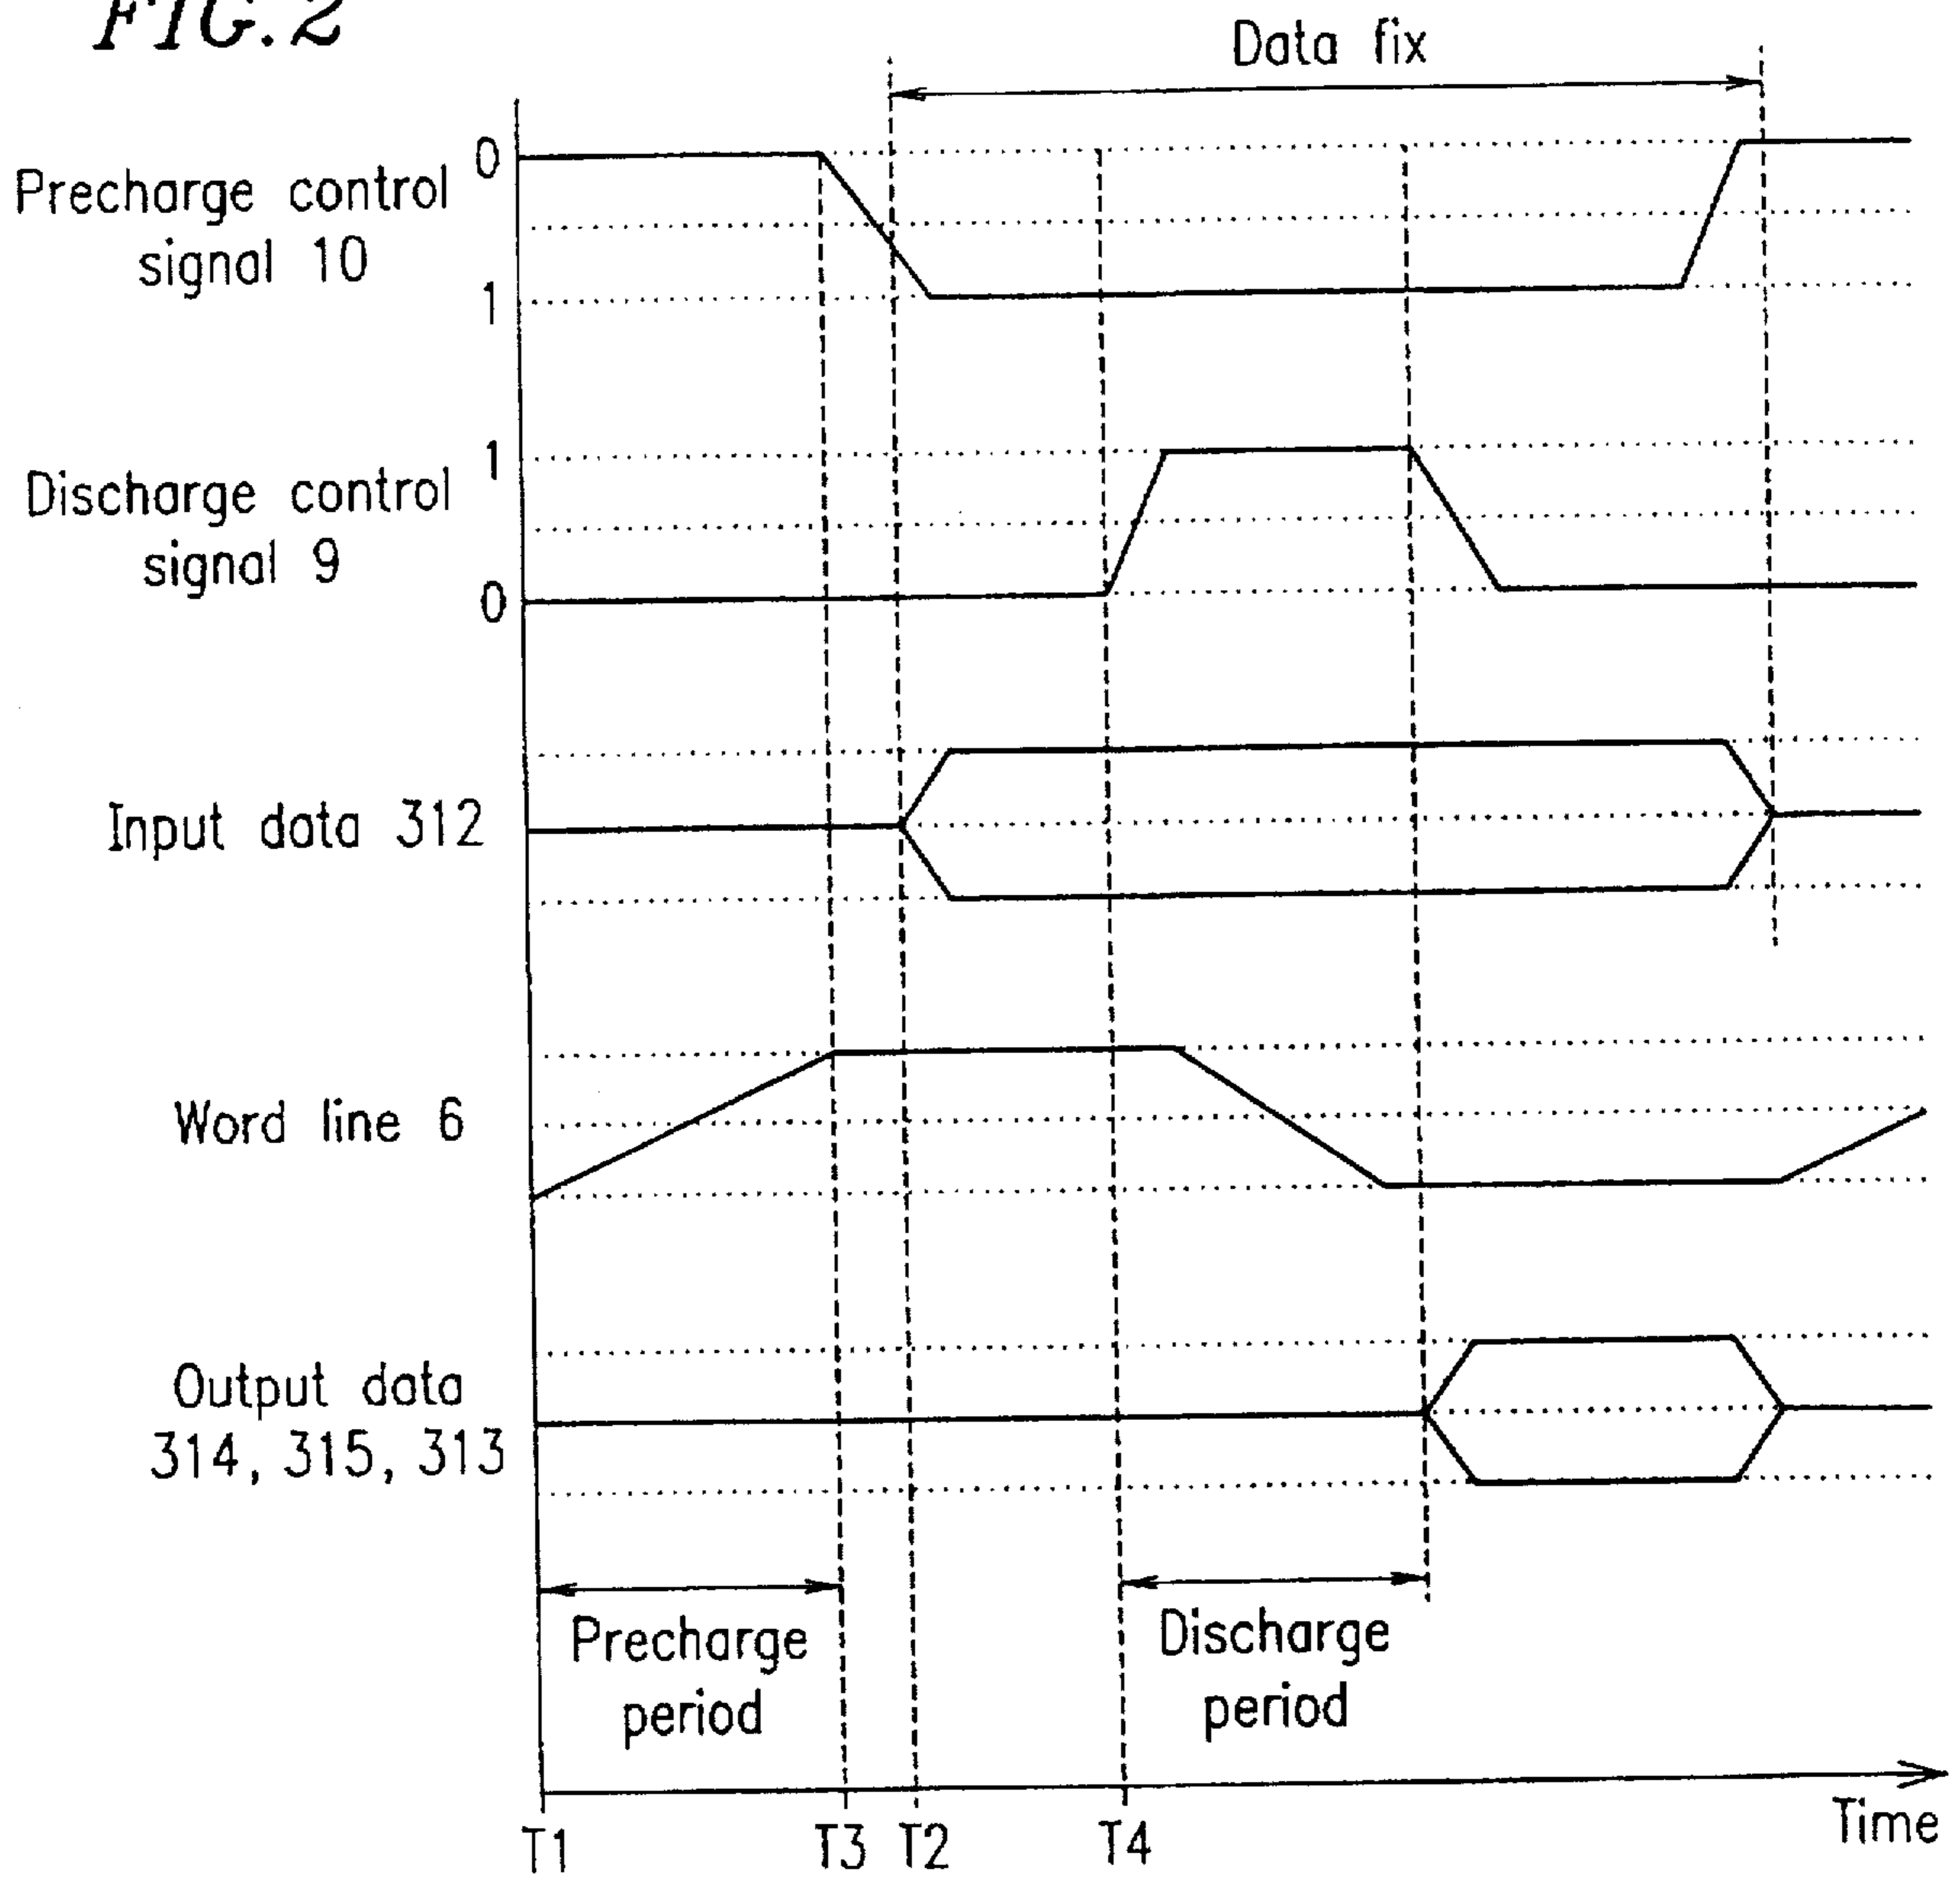 FIG. 2
Data fix
Precharge control
signal 10
0
1
Discharge control
signal 9
1
0
Input data 312
Word line 6
Output data
314, 315, 313
Precharge
period
Discharge
period
T1
T3
T2
T4
Time